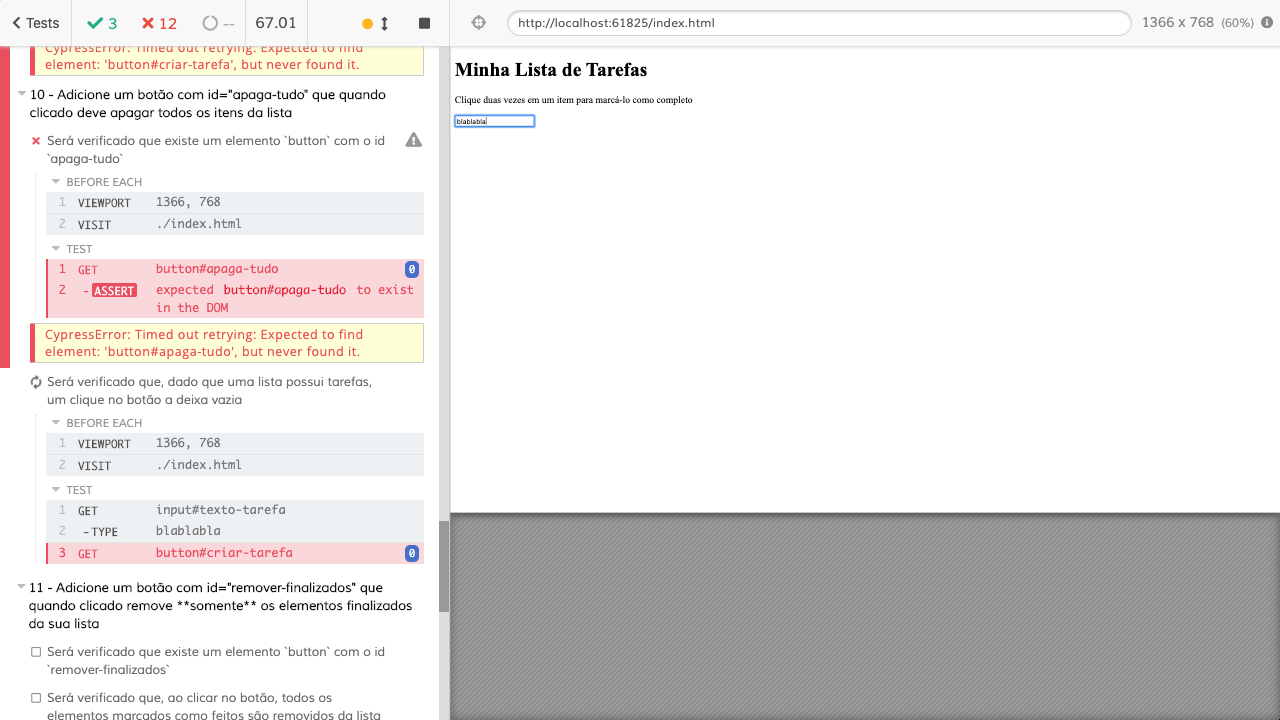 Tests
3
12
--
67.01
http://localhost:61825/index.html
1366 x 768 (60%)
CypressError: Timed out retrying: Expected to find
element: 'button#criar-tarefa', but never found it.
10 - Adicione um botão com id="apaga-tudo" que quando
clicado deve apagar todos os itens da lista
Será verificado que existe um elemento `button` com o id
`apaga-tudo`
BEFORE EACH
1 VIEWPORT 1366, 768
2 VISIT ./index.html
TEST
1 GET button#apaga-tudo 0
2 -ASSERT expected button#apaga-tudo to exist
in the DOM
CypressError: Timed out retrying: Expected to find
element: 'button#apaga-tudo', but never found it.
Será verificado que, dado que uma lista possui tarefas,
um clique no botão a deixa vazia
BEFORE EACH
1 VIEWPORT 1366, 768
2 VISIT ./index.html
TEST
1 GET input#texto-tarefa
2 -TYPE blablabla
3 GET button#criar-tarefa 0
11 - Adicione um botão com id="remover-finalizados" que
quando clicado remove **somente** os elementos finalizados
da sua lista
Será verificado que existe um elemento `button` com o id
`remover-finalizados`
Será verificado que, ao clicar no botão, todos os
elementos marcados como feitos são removidos da lista
Minha Lista de Tarefas
Clique duas vezes em um item para marcá-lo como completo
blablabla